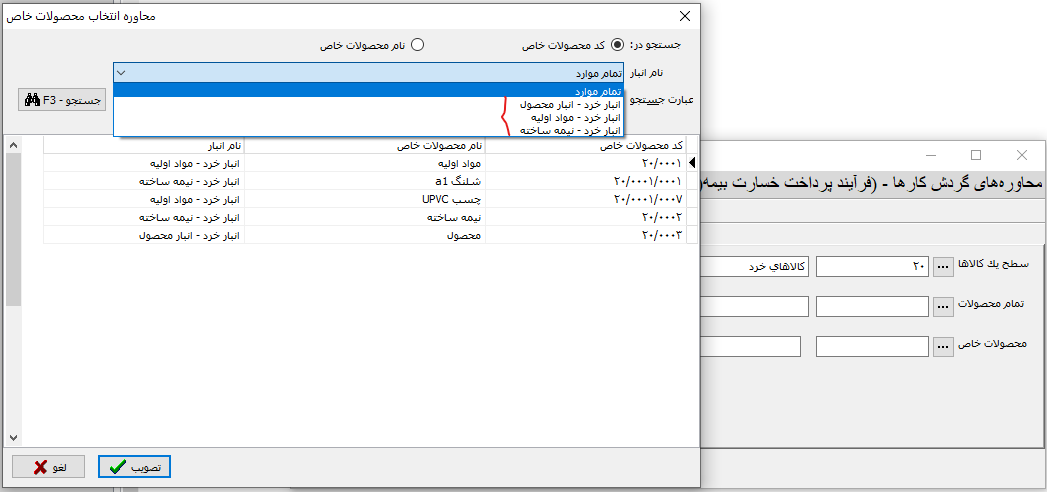 محاوره انتخاب محصولات خاص
جستجو در: کد محصولات خاص نام محصولات خاص
نام انبار تمام موارد
عبارت جستجو
تمام موارد
انبار خرد - انبار محصول
انبار خرد - مواد اولیه
انبار خرد - نیمه ساخته
جستجو - F3
کد محصولات خاص نام محصولات خاص نام انبار
۲۰/۰۰۰۱ مواد اولیه انبار خرد - مواد اولیه
۲۰/۰۰۰۱/۰۰۰۱ شلنگ a1 انبار خرد - نیمه ساخته
۲۰/۰۰۰۱/۰۰۰۷ چسب UPVC انبار خرد - مواد اولیه
۲۰/۰۰۰۲ نیمه ساخته انبار خرد - نیمه ساخته
۲۰/۰۰۰۳ محصول انبار خرد - انبار محصول
تصویب لغو
محاوره‌های گردش کارها - (فرآیند پرداخت خسارت بیمه(
سطح يك كالاها ... ۲۰ كالاهاي خرد
تمام محصولات ...
محصولات خاص ...